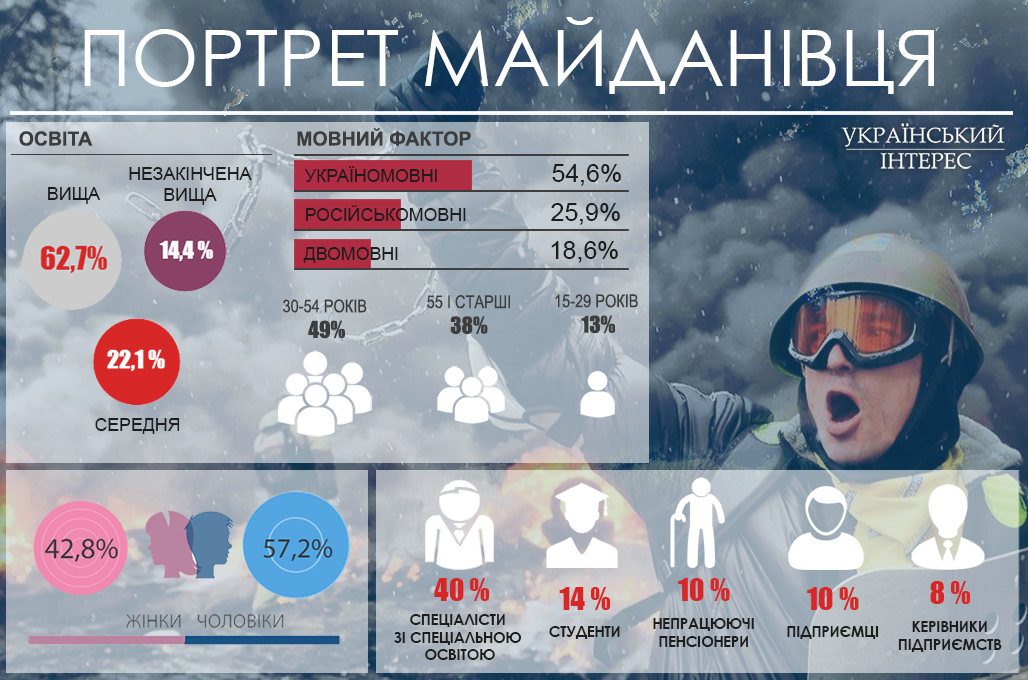 ПОРТРЕТ МАЙДАНІВЦЯ
УКРАЇНСЬКИЙ
ІНТЕРЕС
ОСВІТА
ВИЩА
62,7%
НЕЗАКІНЧЕНА
ВИЩА
14,4 %
22,1 %
СЕРЕДНЯ
МОВНИЙ ФАКТОР
УКРАЇНОМОВНІ 54,6%
РОСІЙСЬКОМОВНІ 25,9%
ДВОМОВНІ 18,6%
30-54 РОКІВ
49%
55 І СТАРШІ
38%
15-29 РОКІВ
13%
42,8%
57,2%
ЖІНКИ ЧОЛОВІКИ
40 %
СПЕЦІАЛІСТИ
ЗІ СПЕЦІАЛЬНОЮ
ОСВІТОЮ
14 %
СТУДЕНТИ
10 %
НЕПРАЦЮЮЧІ
ПЕНСІОНЕРИ
10 %
ПІДПРИЄМЦІ
8 %
КЕРІВНИКИ
ПІДПРИЄМСТВ